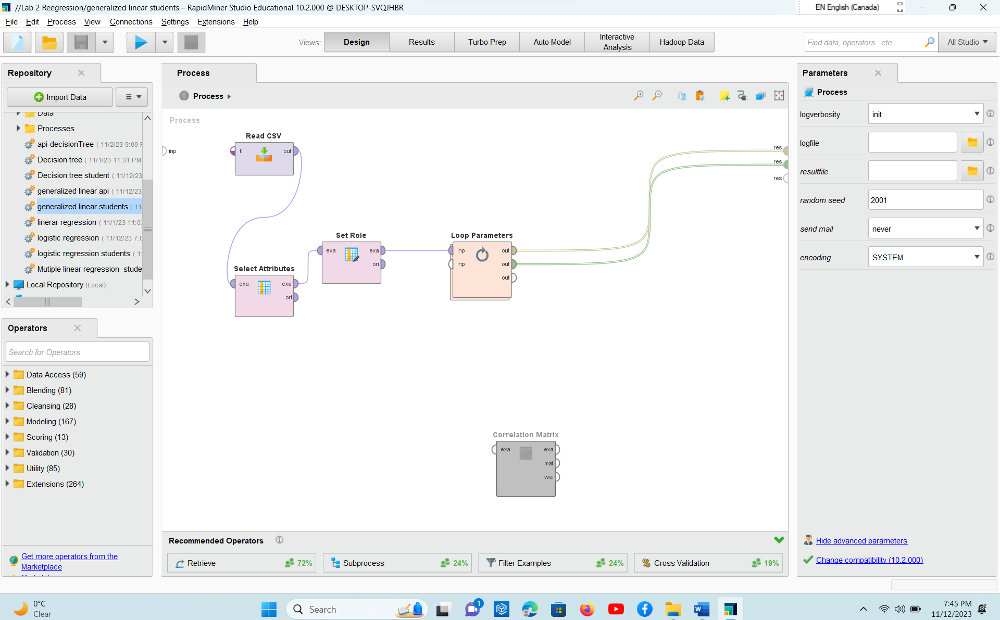 //Lab 2 Reegression/generalized linear students – RapidMiner Studio Educational 10.2.000 @ DESKTOP-SVQJHBR
EN English (Canada)
File Edit Process View Connections Settings Extensions Help
Views:
Design
Results
Turbo Prep
Auto Model
Interactive
Analysis
Hadoop Data
Find data, operators...etc
All Studio
Repository
Import Data
Data
Processes
api-decisionTree ( 11/2/23 9:09
Decision tree ( 11/1/23 11:31 PM
Decision tree student ( 11/12/23
generalized linear api ( 11/12/23
generalized linear students ( 11
linerar regression ( 11/1/23 11:03
logistic regression ( 11/12/23 7:0
logistic regression students ( 1
Mutiple linear regression stude
Local Repository (Local)
Operators
Search for Operators
Data Access (59)
Blending (81)
Cleansing (28)
Modeling (167)
Scoring (13)
Validation (30)
Utility (85)
Extensions (264)
Get more operators from the
Marketplace
Process
Process
Process
inp
Read CSV
fil
out
Select Attributes
exa
exa
ori
Set Role
exa
exa
ori
Loop Parameters
inp
out
inp
out
out
res
res
res
Correlation Matrix
exa
exa
mat
wei
Recommended Operators
Retrieve 72%
Subprocess 24%
Filter Examples 24%
Cross Validation 19%
Parameters
Process
logverbosity
init
logfile
resultfile
random seed
2001
send mail
never
encoding
SYSTEM
Hide advanced parameters
Change compatibility (10.2.000)
0°C
Clear
Search
1
7:45 PM
11/12/2023